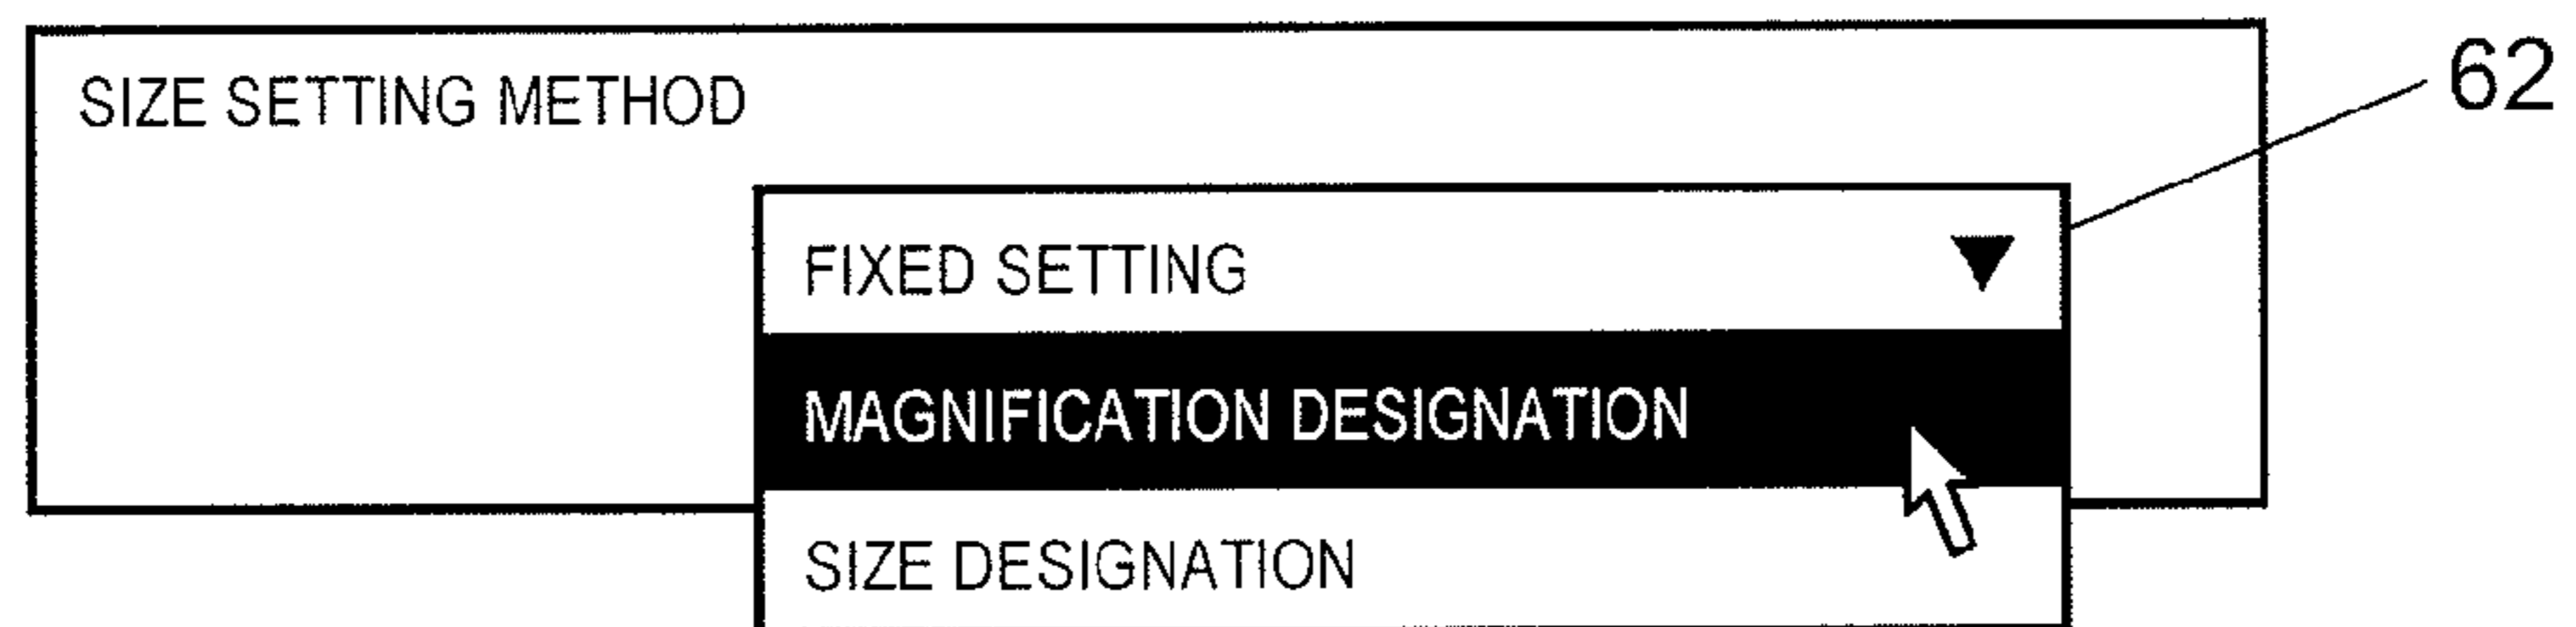 SIZE SETTING METHOD
62
FIXED SETTING ▼
MAGNIFICATION DESIGNATION
SIZE DESIGNATION